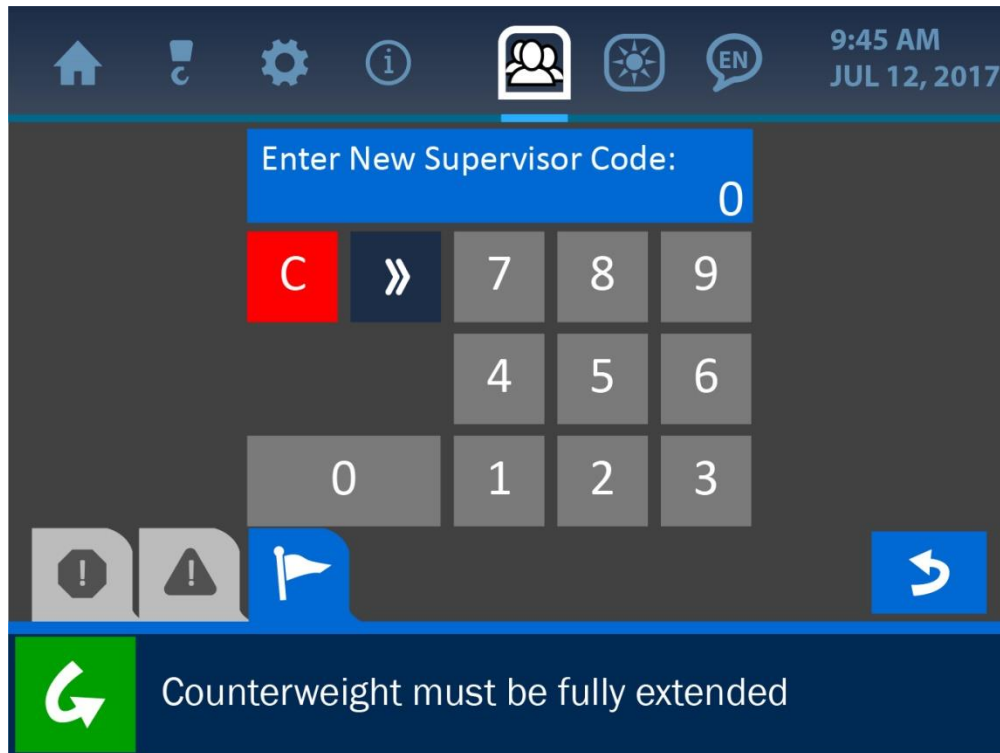 i
EN
9:45 AM
JUL 12, 2017
Enter New Supervisor Code:
0
C » 7 8 9
4 5 6
0 1 2 3
! !
Counterweight must be fully extended